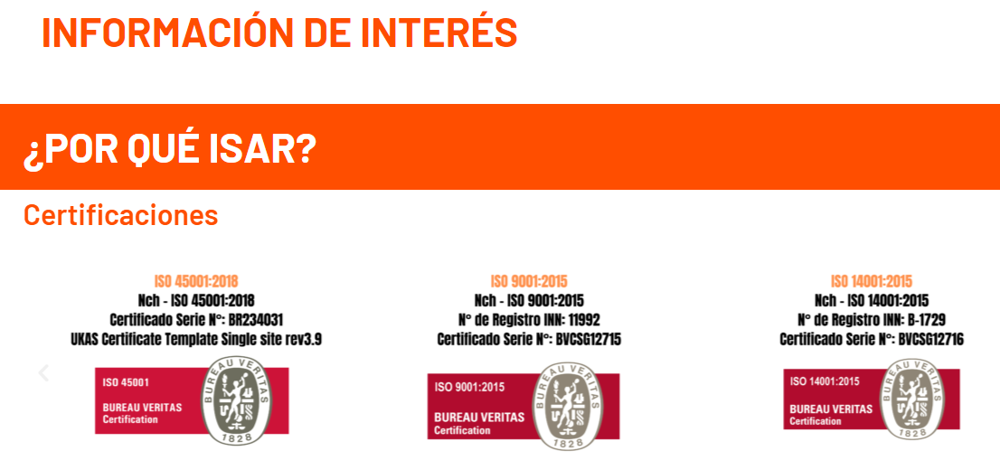 INFORMACIÓN DE INTERÉS
¿POR QUÉ ISAR?
Certificaciones
ISO 45001:2018
Nch - ISO 45001:2018
Certificado Serie N°: BR234031
UKAS Certificate Template Single site rev3.9
ISO 45001
BUREAU VERITAS
Certification
BUREAU VERITAS
1828
ISO 9001:2015
Nch - ISO 9001:2015
N° de Registro INN: 11992
Certificado Serie N°: BVCSG12715
ISO 9001:2015
BUREAU VERITAS
Certification
BUREAU VERITAS
1828
ISO 14001:2015
Nch - ISO 14001:2015
N° de Registro INN: B-1729
Certificado Serie N°: BVCSG12716
ISO 14001:2015
BUREAU VERITAS
Certification
BUREAU VERITAS
1828